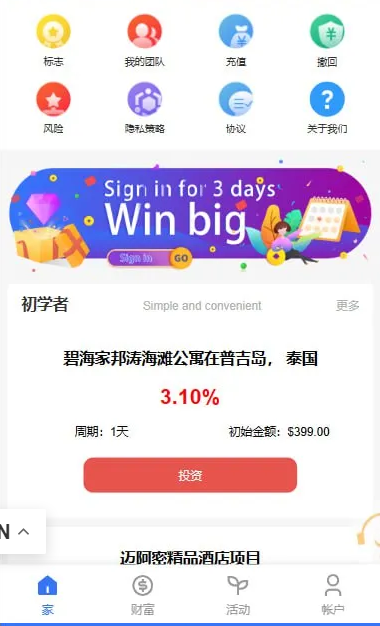 标志 我的团队 充值 撤回
风险 隐私策略 协议 关于我们
Sign in for 3 days
Win big
Sign in GO
初学者 Simple and convenient 更多
碧海家邦涛海滩公寓在普吉岛， 泰国
3.10%
周期：1天 初始金额：$399.00
投资
N
迈阿密精品酒店项目
家 财富 活动 帐户